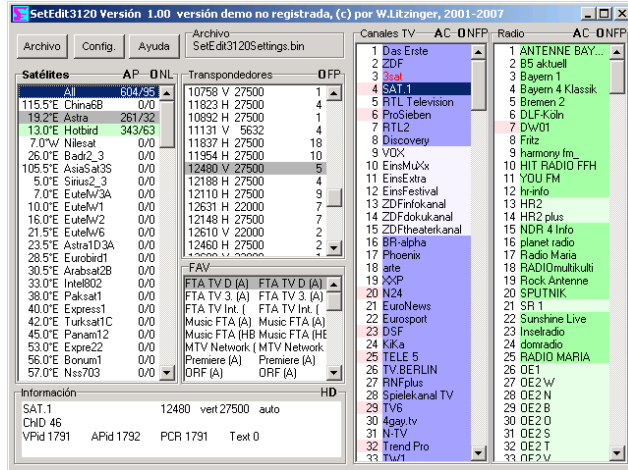 SetEdit3120 Versión 1.00 versión demo no registrada, (c) por W.Litzinger, 2001-2007
Archivo
Config.
Ayuda
Archivo
SetEdit3120Settings.bin
Satélites A P O N L
All 604/95
115.5°E China6B 0/0
19.2°E Astra 261/32
13.0°E Hotbird 343/63
7.0°W Nilesat 0/0
26.0°E Badr2_3 0/0
105.5°E AsiaSat3S 0/0
5.0°E Sirius2_3 0/0
7.0°E EutelW3A 0/0
10.0°E EutelW1 0/0
16.0°E EutelW2 0/0
21.5°E EutelW6 0/0
23.5°E Astra1D3A 0/0
28.5°E Eurobird1 0/0
30.5°E Arabsat2B 0/0
33.0°E Intel802 0/0
38.0°E Paksat1 0/0
40.0°E Express1 0/0
42.0°E Turksat1C 0/0
45.0°E Panam12 0/0
53.0°E Expre22 0/0
56.0°E Bonum1 0/0
57.0°E Nss703 0/0
Transpondedores O F P
10758 V 27500 1
11823 H 27500 4
10892 H 27500 1
11131 V 5632 4
11837 H 27500 18
11954 H 27500 10
12480 V 27500 5
12188 H 27500 4
12110 H 27500 9
12631 H 22000 7
12148 H 27500 7
12610 V 22000 2
12460 H 27500 2
FAV
FTA TV D (A) FTA TV D (A)
FTA TV 3. (A) FTA TV 3. (A)
FTA TV Int. ( FTA TV Int. (
Music FTA (A) Music FTA (A)
Music FTA (HB Music FTA (HB
MTV Network ( MTV Network
Premiere (A) Premiere (A)
ORF (A) ORF (A)
Canales TV A C O N F P
1 Das Erste
2 ZDF
3 3sat
4 SAT.1
5 RTL Television
6 ProSieben
7 RTL2
8 Discovery
9 VOX
10 EinsMuXx
11 EinsExtra
12 EinsFestival
13 ZDFinfokanal
14 ZDFdokukanal
15 ZDFtheaterkanal
16 BR-alpha
17 Phoenix
18 arte
19 XXP
20 N24
21 EuroNews
22 Eurosport
23 DSF
24 KiKa
25 TELE 5
26 TV.BERLIN
27 RNFplus
28 Spielekanal TV
29 TV6
30 4gay.tv
31 N-TV
32 Trend Pro
33 TW1
Radio A C O N F P
1 ANTENNE BAY...
2 B5 aktuell
3 Bayern 1
4 Bayern 4 Klassik
5 Bremen 2
6 DLF-Köln
7 DW01
8 Fritz
9 harmony fm_
10 HIT RADIO FFH
11 YOU FM
12 hr-info
13 HR2
14 HR2 plus
15 NDR 4 Info
16 planet radio
17 Radio Maria
18 RADIOmultikulti
19 Rock Antenne
20 SPUTNIK
21 SR 1
22 Sunshine Live
23 Inselradio
24 domradio
25 RADIO MARIA
26 OE1
27 OE2 W
28 OE2 N
29 OE2 B
30 OE2 O
31 OE2 S
32 OE2 T
33 OE2 V
Información HD
SAT.1 12480 vert 27500 auto
ChID 46
VPid 1791 APid 1792 PCR 1791 Text 0